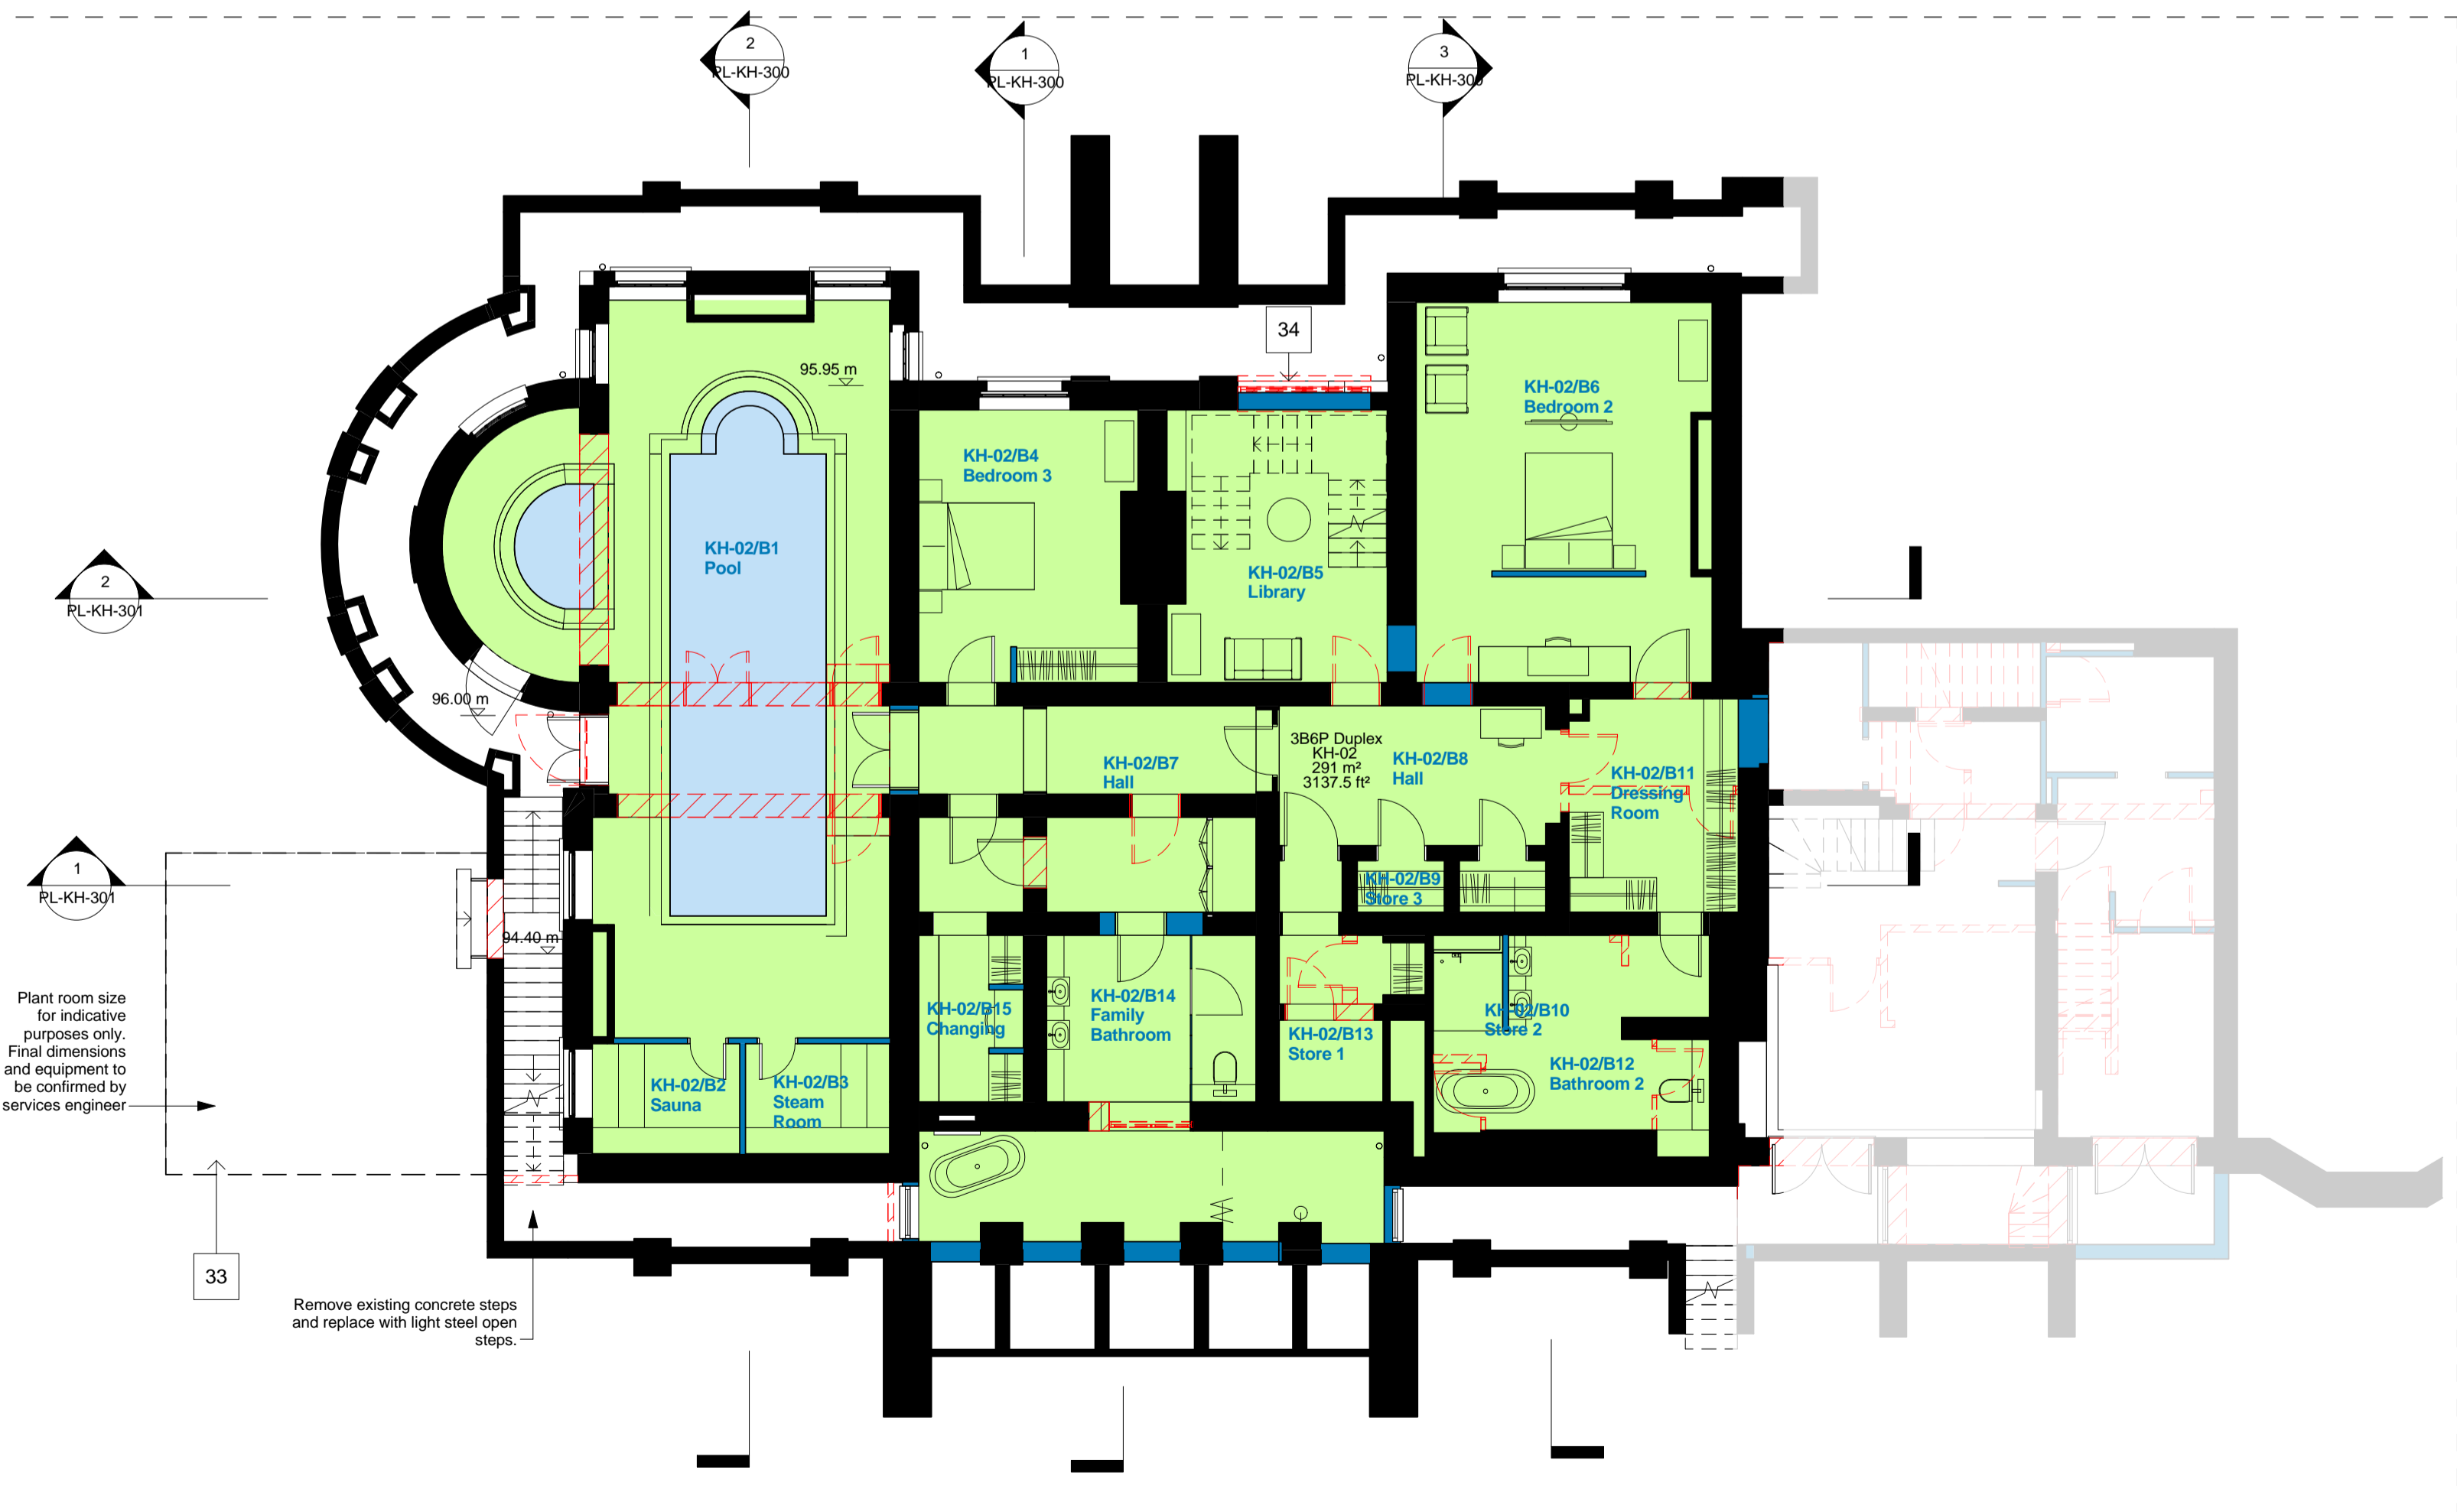 2
PL-KH-300
1
PL-KH-300
3
PL-KH-300
34
95.95 m
KH-02/B6
Bedroom 2
KH-02/B4
Bedroom 3
KH-02/B1
Pool
KH-02/B5
Library
2
PL-KH-301
96.00 m
3B6P Duplex
KH-02
291 m²
3137.5 ft²
KH-02/B7
Hall
KH-02/B8
Hall
KH-02/B11
Dressing
Room
1
PL-KH-301
KH-02/B9
Store 3
94.40 m
Plant room size
for indicative
purposes only.
Final dimensions
and equipment to
be confirmed by
services engineer
KH-02/B15
Changing
KH-02/B14
Family
Bathroom
KH-02/B10
Store 2
KH-02/B13
Store 1
KH-02/B12
Bathroom 2
KH-02/B2
Sauna
KH-02/B3
Steam
Room
33
Remove existing concrete steps
and replace with light steel open
steps.